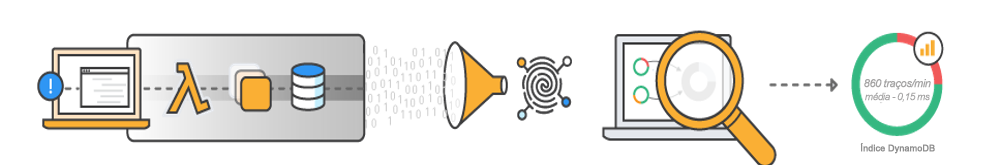 860 traços/min
média - 0,15 ms
Índice DynamoDB